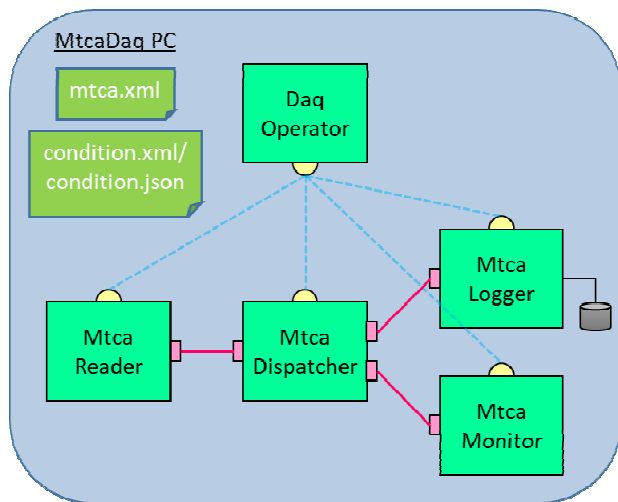 MtcaDaq PC
mtca.xml
condition.xml/
condition.json
Daq
Operator
Mtca
Logger
Mtca
Reader
Mtca
Dispatcher
Mtca
Monitor